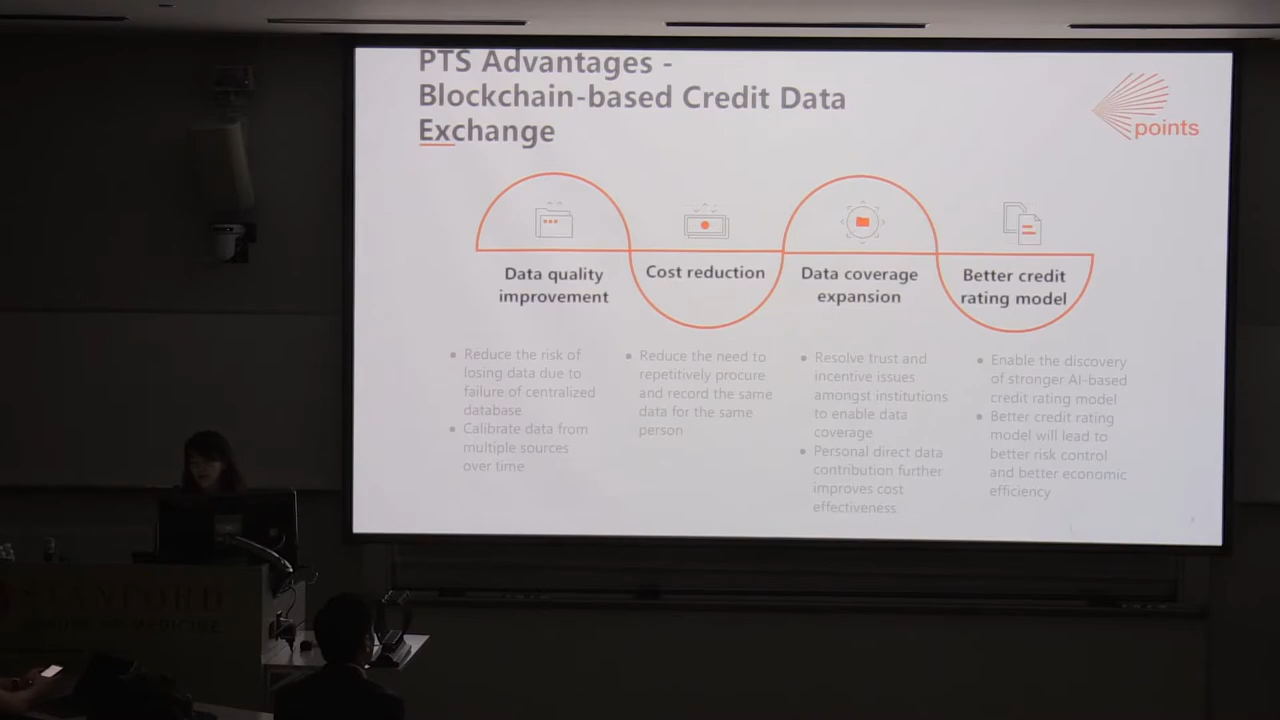 PTS Advantages -
Blockchain-based Credit Data
Exchange
points
Data quality
improvement
Cost reduction
Data coverage
expansion
Better credit
rating model
• Reduce the risk of
losing data due to
failure of centralized
database
• Calibrate data from
multiple sources
over time
• Reduce the need to
repetitively procure
and record the same
data for the same
person
• Resolve trust and
incentive issues
amongst institutions
to enable data
coverage
• Personal direct data
contribution further
improves cost
effectiveness
• Enable the discovery
of stronger AI-based
credit rating model
• Better credit rating
model will lead to
better risk control
and better economic
efficiency
STANFORD